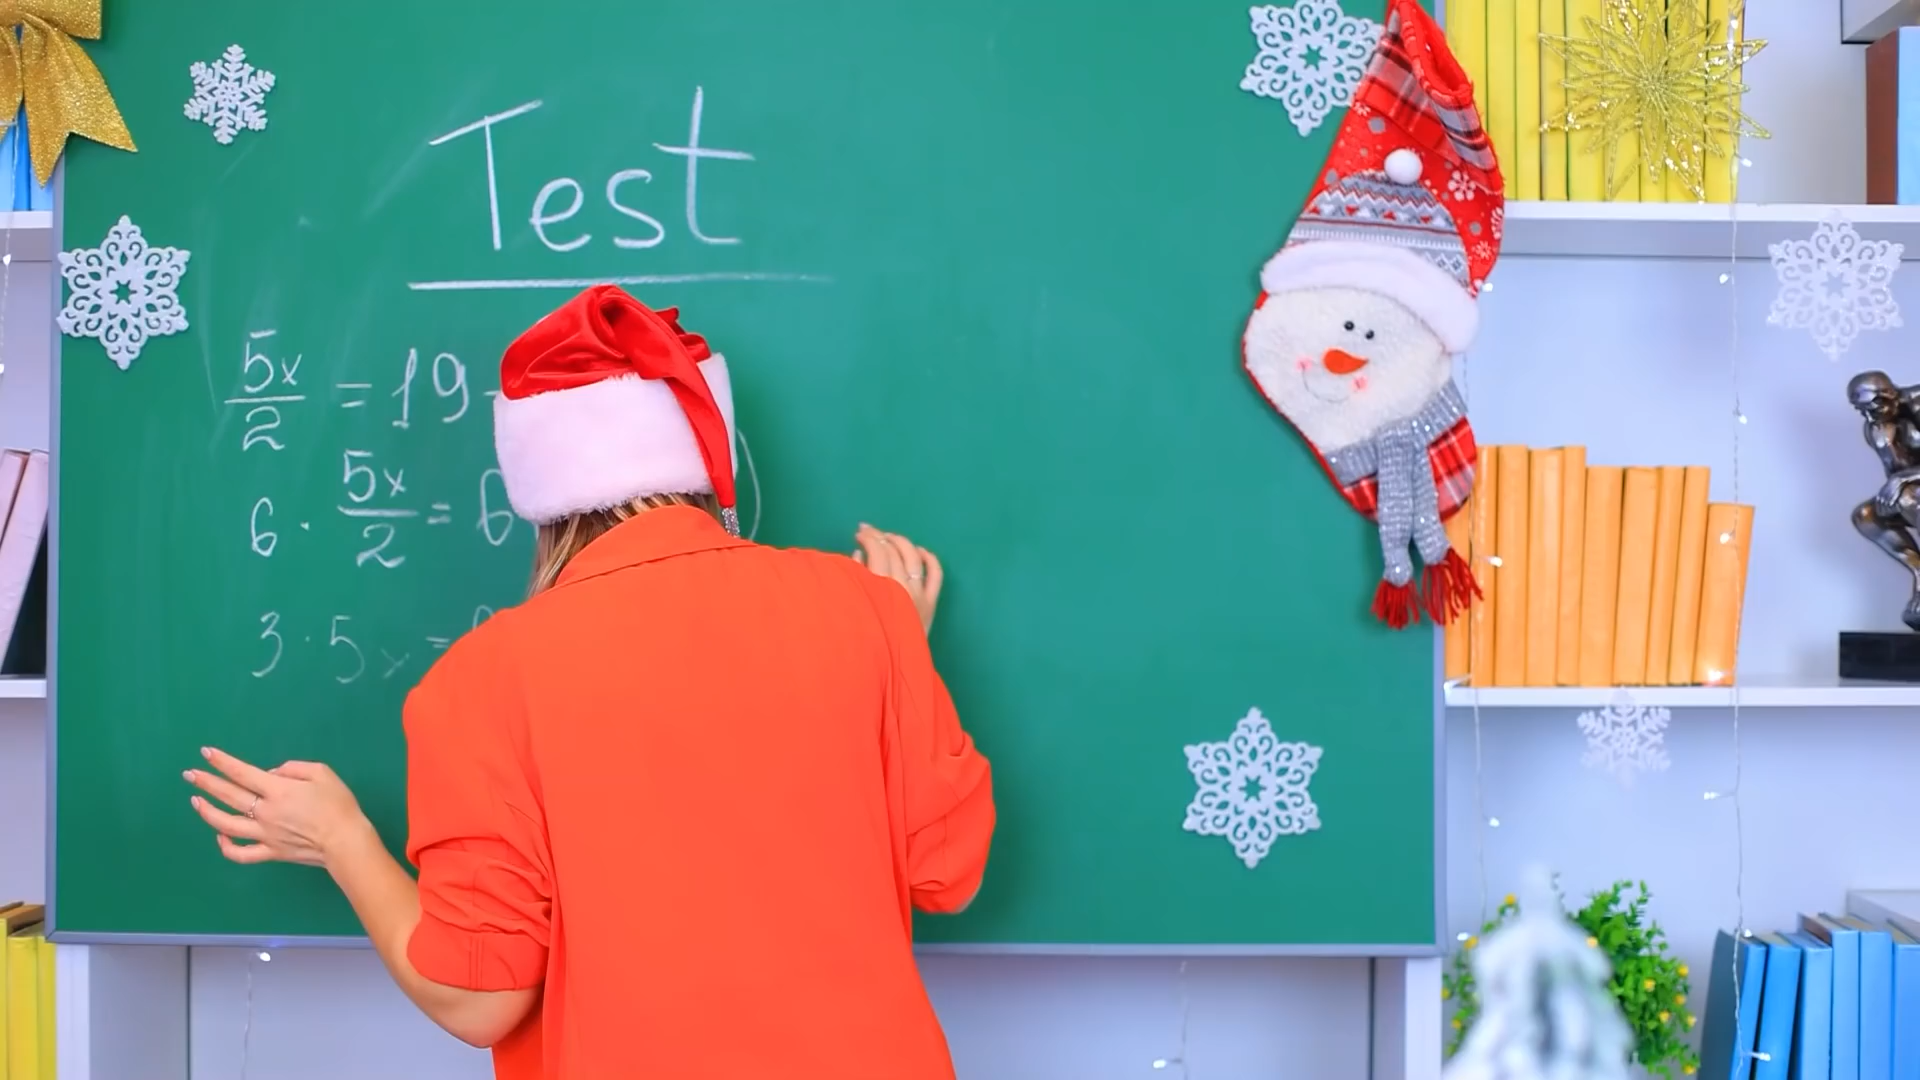 Test
5x/2 = 19 -
6 · 5x/2 = 6
3 · 5x =